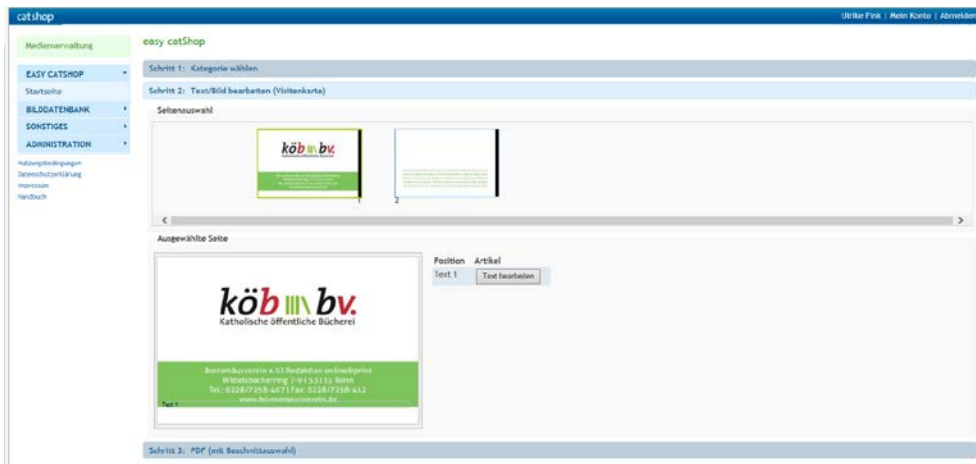 catshop
Ulrike Fink | Mein Konto | Abmelden
Medienverwaltung
EASY CATSHOP
Startseite
BILDDATENBANK
SONSTIGES
ADMINISTRATION
Nutzungsbedingungen
Datenschutzerklärung
Impressum
Handbuch
easy catShop
Schritt 1: Kategorie wählen
Schritt 2: Text/Bild bearbeiten (Visitenkarte)
Seitenauswahl
köb bv.
Katholische öffentliche Bücherei
1
2
Ausgewählte Seite
köb bv.
Katholische öffentliche Bücherei
Borromäusverein e.V.| Redaktion online&print
Wittelsbacherring 7-9 | 53115 Bonn
Tel.: 0228/7258-407 | Fax: 0228/7258-412
www.borromaeusverein.de
Text 1
Position Artikel
Text 1 Text bearbeiten
Schritt 3: PDF (mit Beschnittauswahl)